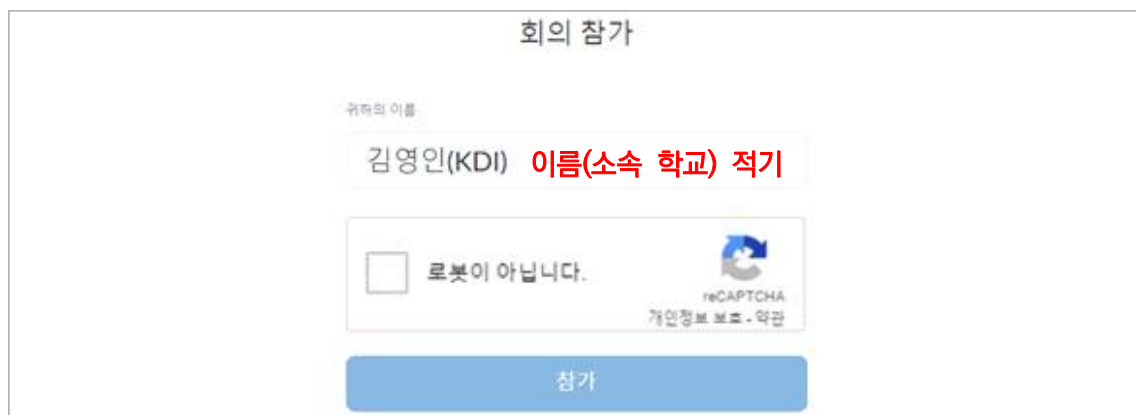 회의 참가
귀하의 이름
김영인(KDI) 이름(소속 학교) 적기
로봇이 아닙니다.
reCAPTCHA
개인정보 보호 - 약관
참가